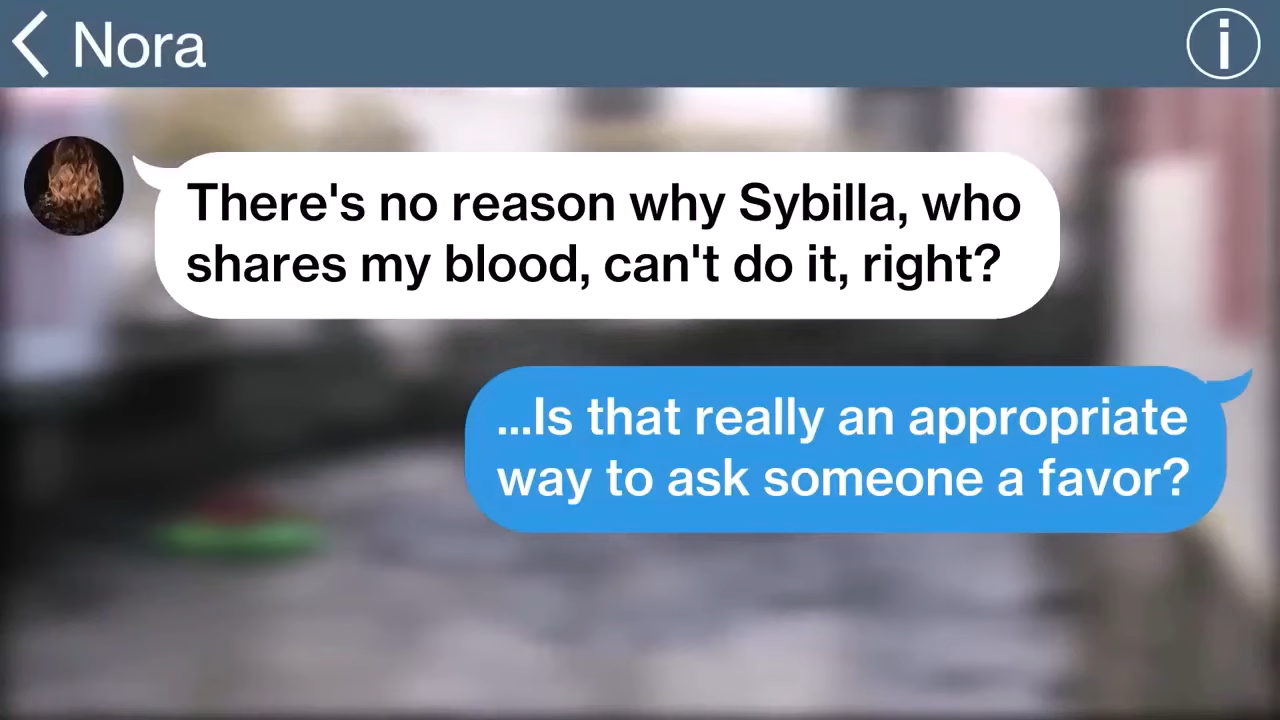 Nora
There's no reason why Sybilla, who
shares my blood, can't do it, right?
...Is that really an appropriate
way to ask someone a favor?